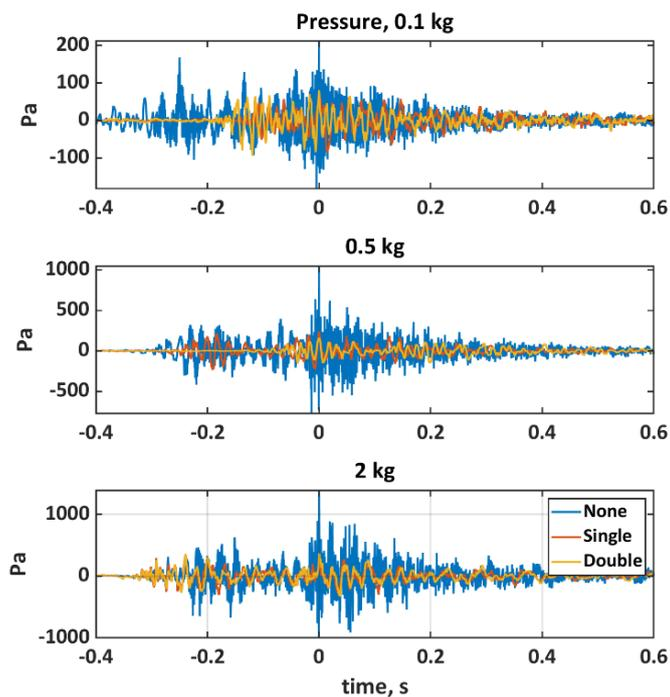 Pressure, 0.1 kg
200
100
0
-100
Pa
-0.4 -0.2 0 0.2 0.4 0.6
0.5 kg
1000
500
0
-500
Pa
-0.4 -0.2 0 0.2 0.4 0.6
2 kg
1000
0
-1000
Pa
None
Single
Double
-0.4 -0.2 0 0.2 0.4 0.6
time, s